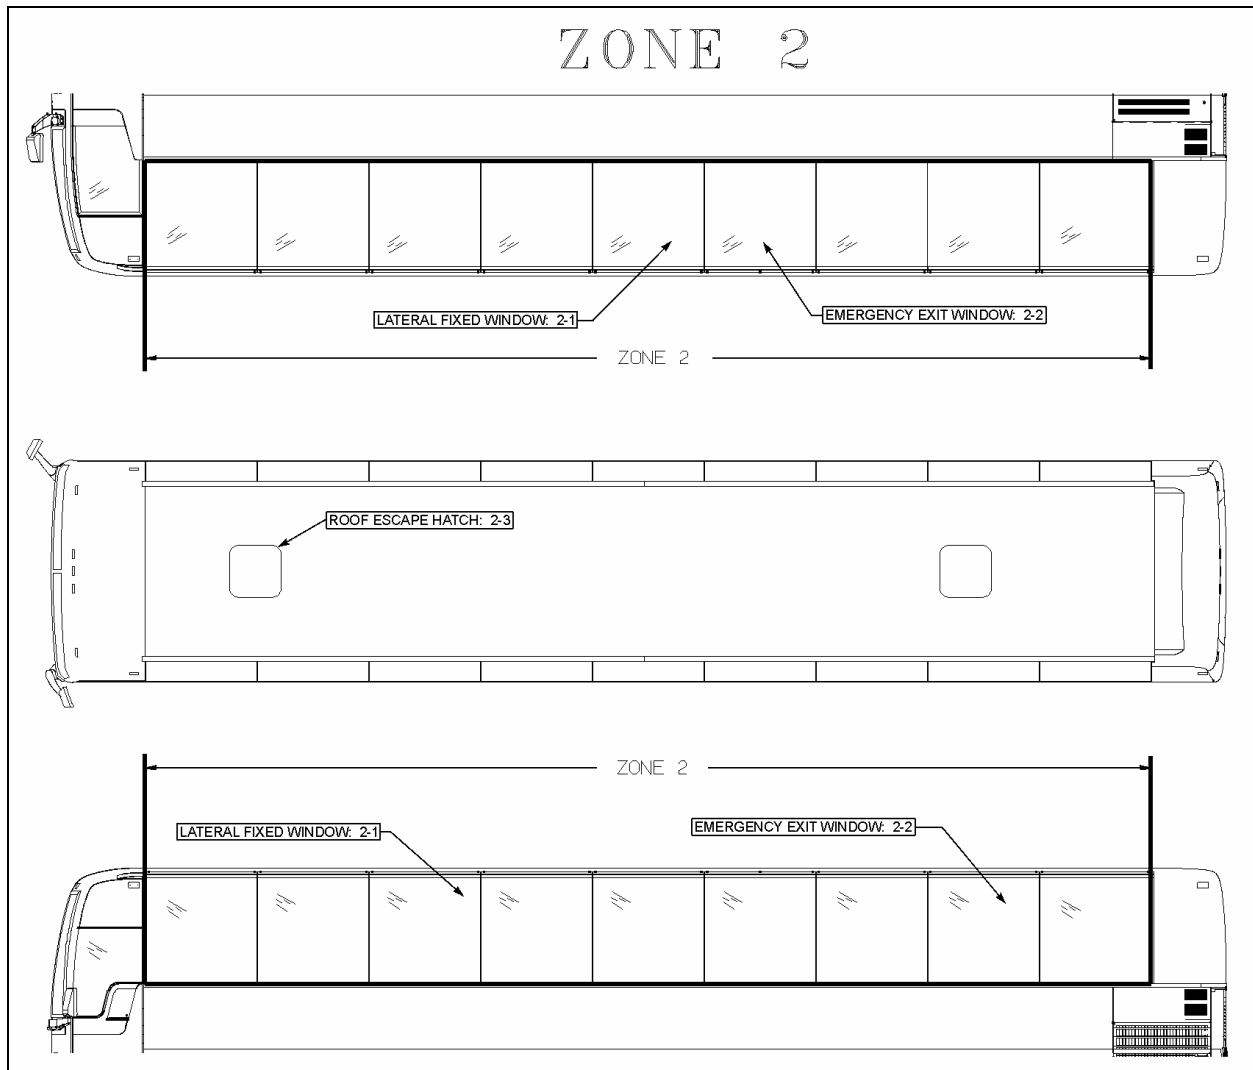 ZONE 2
LATERAL FIXED WINDOW: 2-1
EMERGENCY EXIT WINDOW: 2-2
ZONE 2
ROOF ESCAPE HATCH: 2-3
ZONE 2
LATERAL FIXED WINDOW: 2-1
EMERGENCY EXIT WINDOW: 2-2